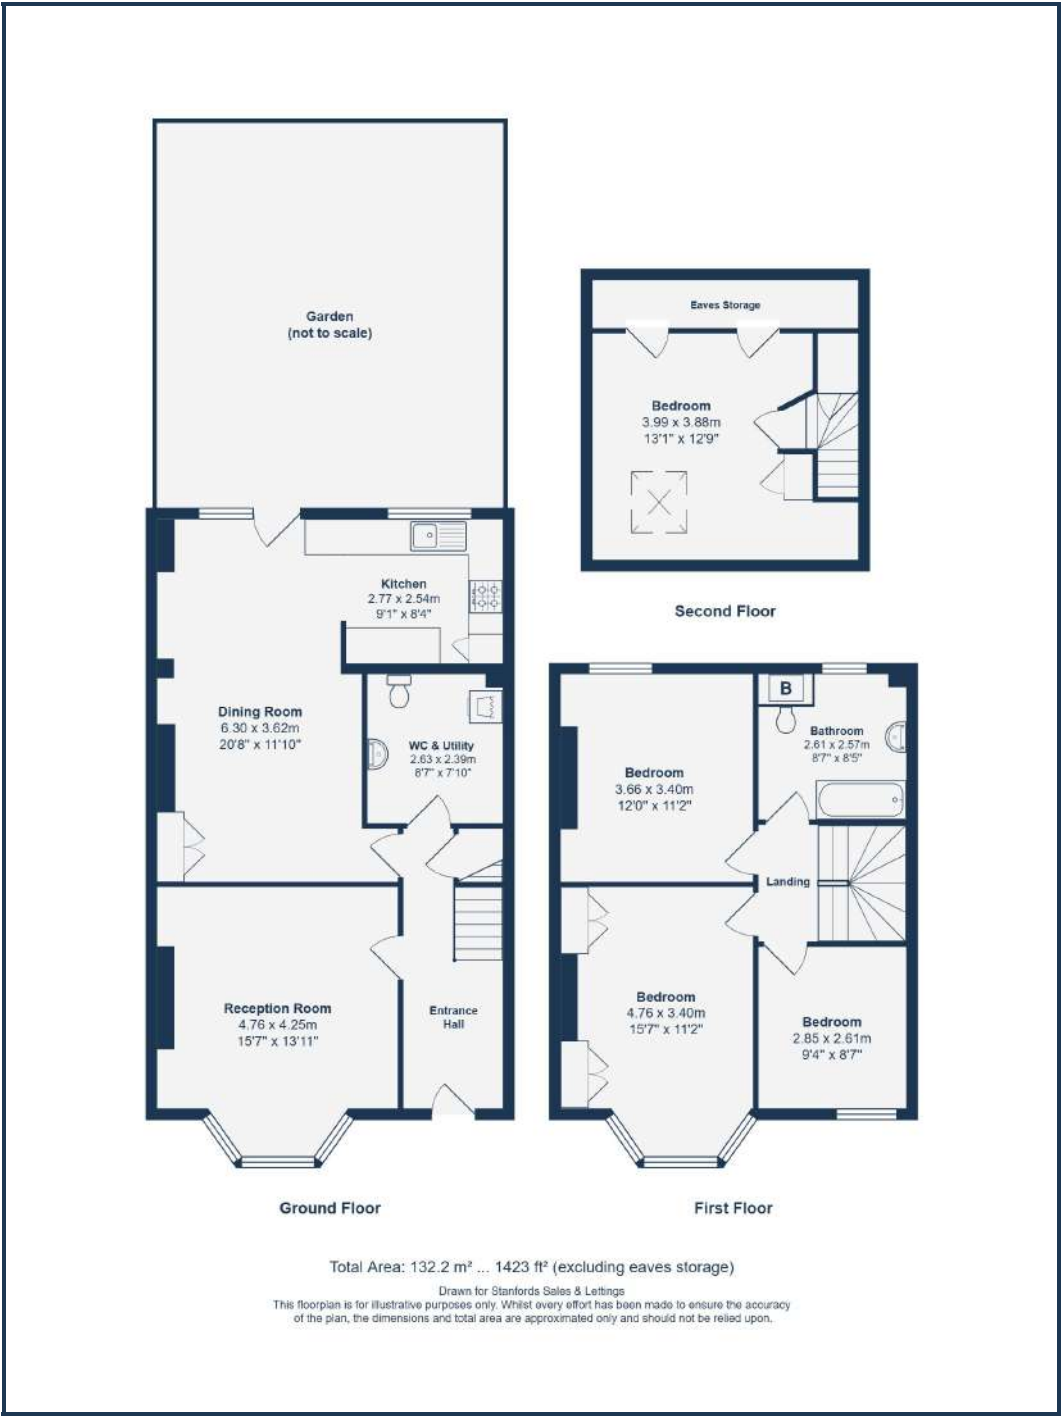 Garden
(not to scale)
Eaves Storage
Bedroom
3.99 x 3.88m
13'1" x 12'9"
Second Floor
Kitchen
2.77 x 2.54m
9'1" x 8'4"
Dining Room
6.30 x 3.62m
20'8" x 11'10"
WC & Utility
2.63 x 2.39m
8'7" x 7'10"
Reception Room
4.76 x 4.25m
15'7" x 13'11"
Entrance
Hall
Ground Floor
B
Bathroom
2.61 x 2.57m
8'7" x 8'5"
Bedroom
3.66 x 3.40m
12'0" x 11'2"
Landing
Bedroom
4.76 x 3.40m
15'7" x 11'2"
Bedroom
2.85 x 2.61m
9'4" x 8'7"
First Floor
Total Area: 132.2 m² ... 1423 ft² (excluding eaves storage)
Drawn for Stanfords Sales & Lettings
This floorplan is for illustrative purposes only. Whilst every effort has been made to ensure the accuracy
of the plan, the dimensions and total area are approximated only and should not be relied upon.